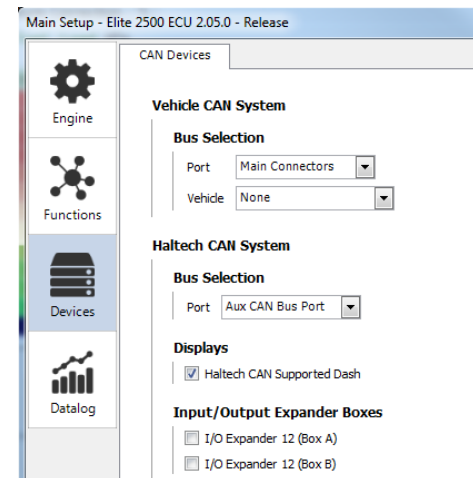 Main Setup - Elite 2500 ECU 2.05.0 - Release
CAN Devices
Engine
Functions
Devices
Datalog
Vehicle CAN System
Bus Selection
Port Main Connectors
Vehicle None
Haltech CAN System
Bus Selection
Port Aux CAN Bus Port
Displays
Haltech CAN Supported Dash
Input/Output Expander Boxes
I/O Expander 12 (Box A)
I/O Expander 12 (Box B)